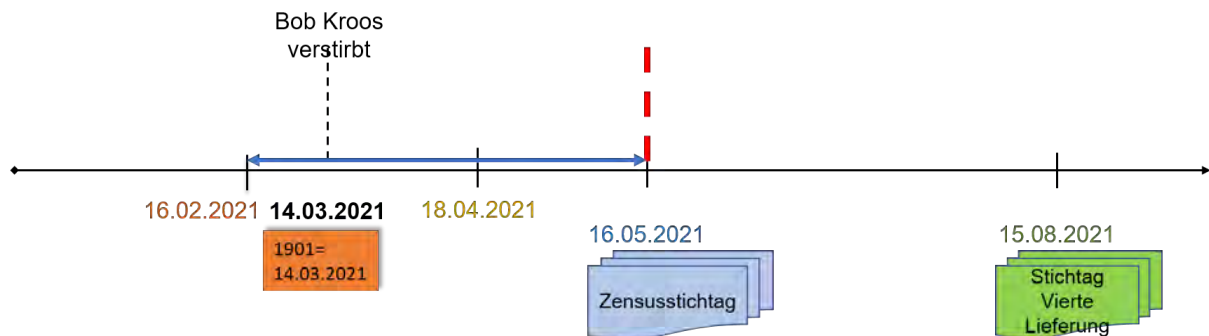 Bob Kroos
verstirbt
16.02.2021
14.03.2021
18.04.2021
1901=
14.03.2021
16.05.2021
15.08.2021
Zensusstichtag
Stichtag
Vierte
Lieferung